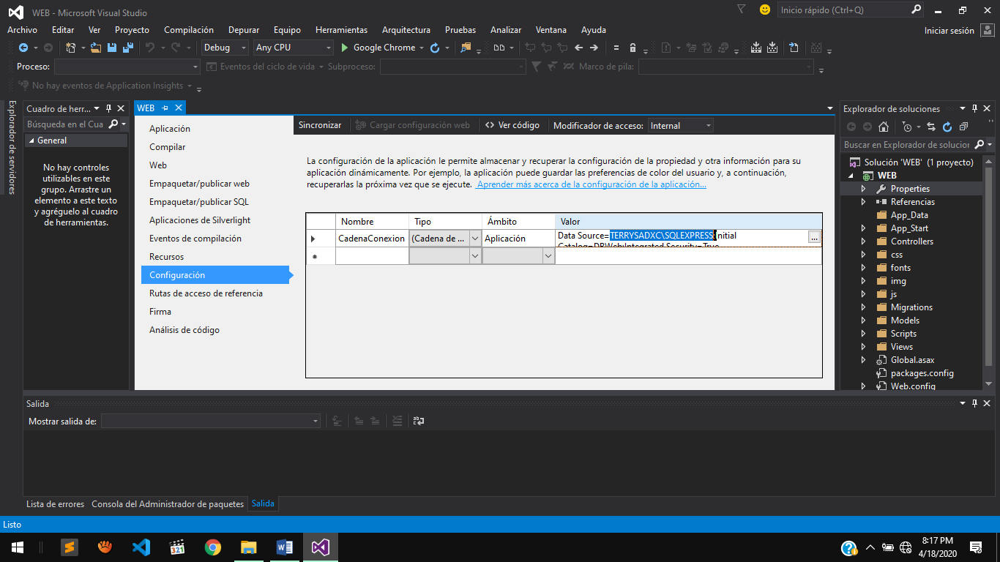 WEB - Microsoft Visual Studio
Inicio rápido (Ctrl+Q)
Archivo Editar Ver Proyecto Compilación Depurar Equipo Herramientas Arquitectura Pruebas Analizar Ventana Ayuda
Iniciar sesión
Debug Any CPU Google Chrome
Proceso: Eventos del ciclo de vida Subproceso: Marco de pila:
No hay eventos de Application Insights
Explorador de servidores
Cuadro de herr...
Búsqueda en el Cua
General
No hay controles
utilizables en este
grupo. Arrastre un
elemento a este texto
y agréguelo al cuadro
de herramientas.
WEB
Aplicación
Compilar
Web
Empaquetar/publicar web
Empaquetar/publicar SQL
Aplicaciones de Silverlight
Eventos de compilación
Recursos
Configuración
Rutas de acceso de referencia
Firma
Análisis de código
Sincronizar Cargar configuración web Ver código Modificador de acceso: Internal
La configuración de la aplicación le permite almacenar y recuperar la configuración de la propiedad y otra información para su
aplicación dinámicamente. Por ejemplo, la aplicación puede guardar las preferencias de color del usuario y, a continuación,
recuperarlas la próxima vez que se ejecute. Aprender más acerca de la configuración de la aplicación...
Nombre Tipo Ámbito Valor
CadenaConexion (Cadena de ... Aplicación Data Source=TERRYSADXC\SQLEXPRESS;Initial ...
Catalog=DBWeb;Integrated Security=True
Explorador de soluciones
Buscar en Explorador de solucion
Solución 'WEB' (1 proyecto)
WEB
Properties
Referencias
App_Data
App_Start
Controllers
css
fonts
img
js
Migrations
Models
Scripts
Views
Global.asax
packages.config
Web.config
Salida
Mostrar salida de:
Lista de errores Consola del Administrador de paquetes Salida
Listo
321
8:17 PM
4/18/2020